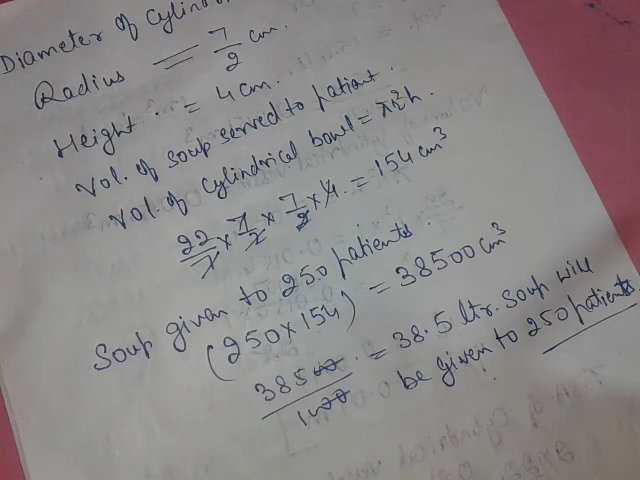 Diameter of Cylind
Radius = 7/2 cm.
Height = 4 cm.
Vol. of soup served to patient.
Vol. of Cylindrical bowl = πr²h.
22/7 × 7/2 × 7/2 × 4 = 154 cm³
Soup given to 250 patients.
(250 × 154) = 38500 cm³
38500/1000 = 38.5 ltr. Soup will
be given to 250 patients.